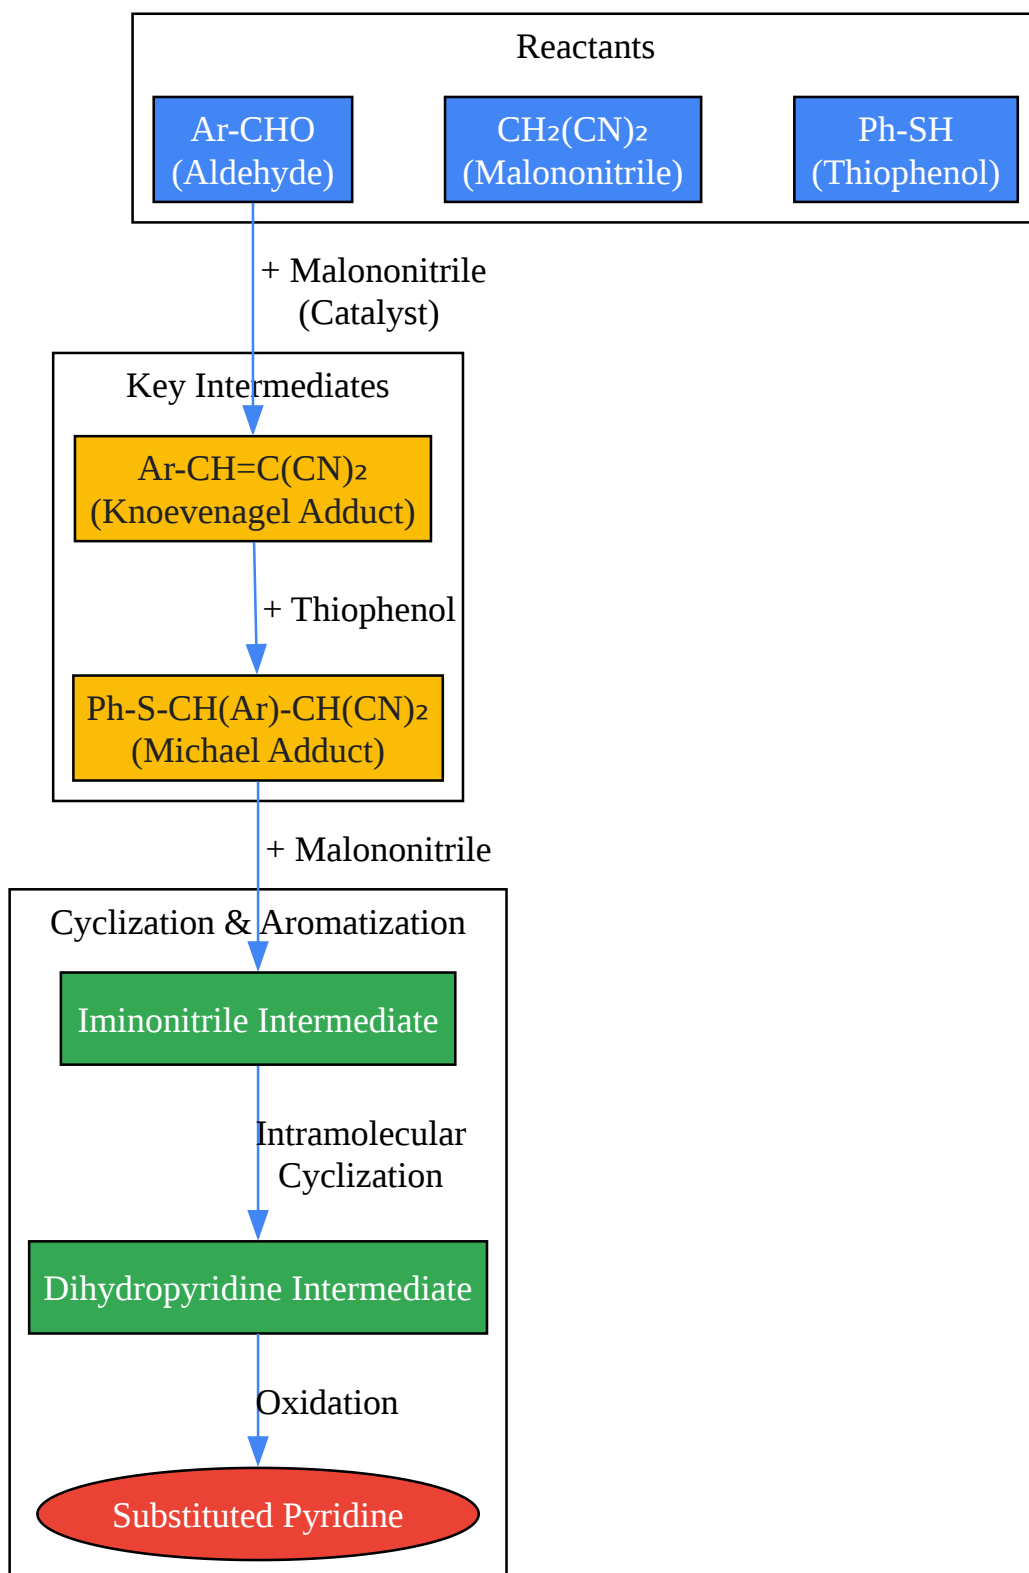 Reactants
Ar-CHO
(Aldehyde)
CH₂(CN)₂
(Malononitrile)
Ph-SH
(Thiophenol)
+ Malononitrile
(Catalyst)
Key Intermediates
Ar-CH=C(CN)₂
(Knoevenagel Adduct)
+ Thiophenol
Ph-S-CH(Ar)-CH(CN)₂
(Michael Adduct)
+ Malononitrile
Cyclization & Aromatization
Iminonitrile Intermediate
Intramolecular
Cyclization
Dihydropyridine Intermediate
Oxidation
Substituted Pyridine